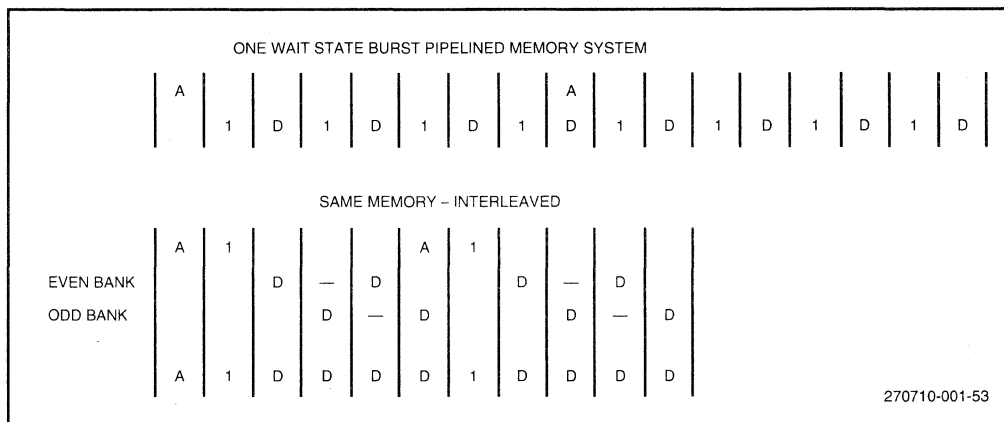 ONE WAIT STATE BURST PIPELINED MEMORY SYSTEM
A A
1 D 1 D 1 D 1 D 1 D 1 D 1 D 1 D
SAME MEMORY – INTERLEAVED
A 1 A 1
EVEN BANK D — D D — D
ODD BANK D — D D — D
A 1 D D D D 1 D D D D
270710-001-53